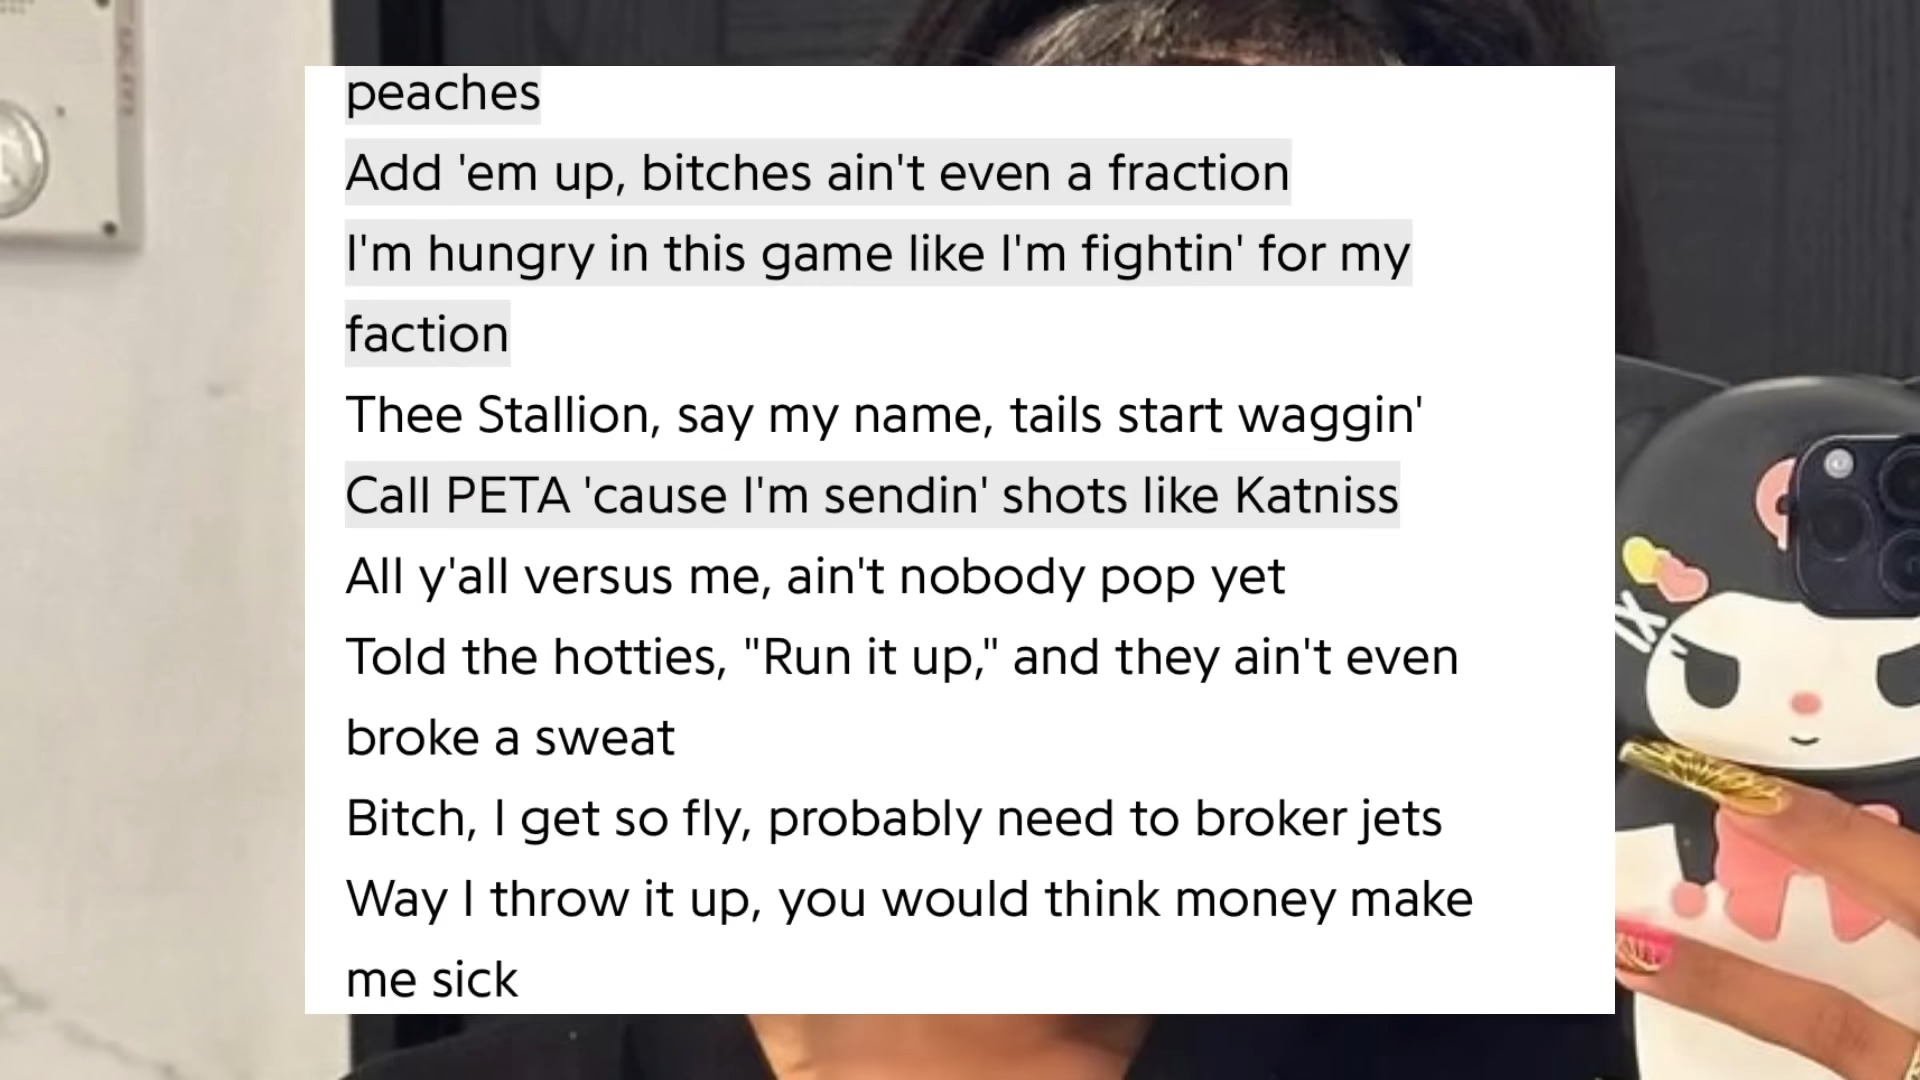 peaches
Add 'em up, bitches ain't even a fraction
I'm hungry in this game like I'm fightin' for my
faction
Thee Stallion, say my name, tails start waggin'
Call PETA 'cause I'm sendin' shots like Katniss
All y'all versus me, ain't nobody pop yet
Told the hotties, "Run it up," and they ain't even
broke a sweat
Bitch, I get so fly, probably need to broker jets
Way I throw it up, you would think money make
me sick